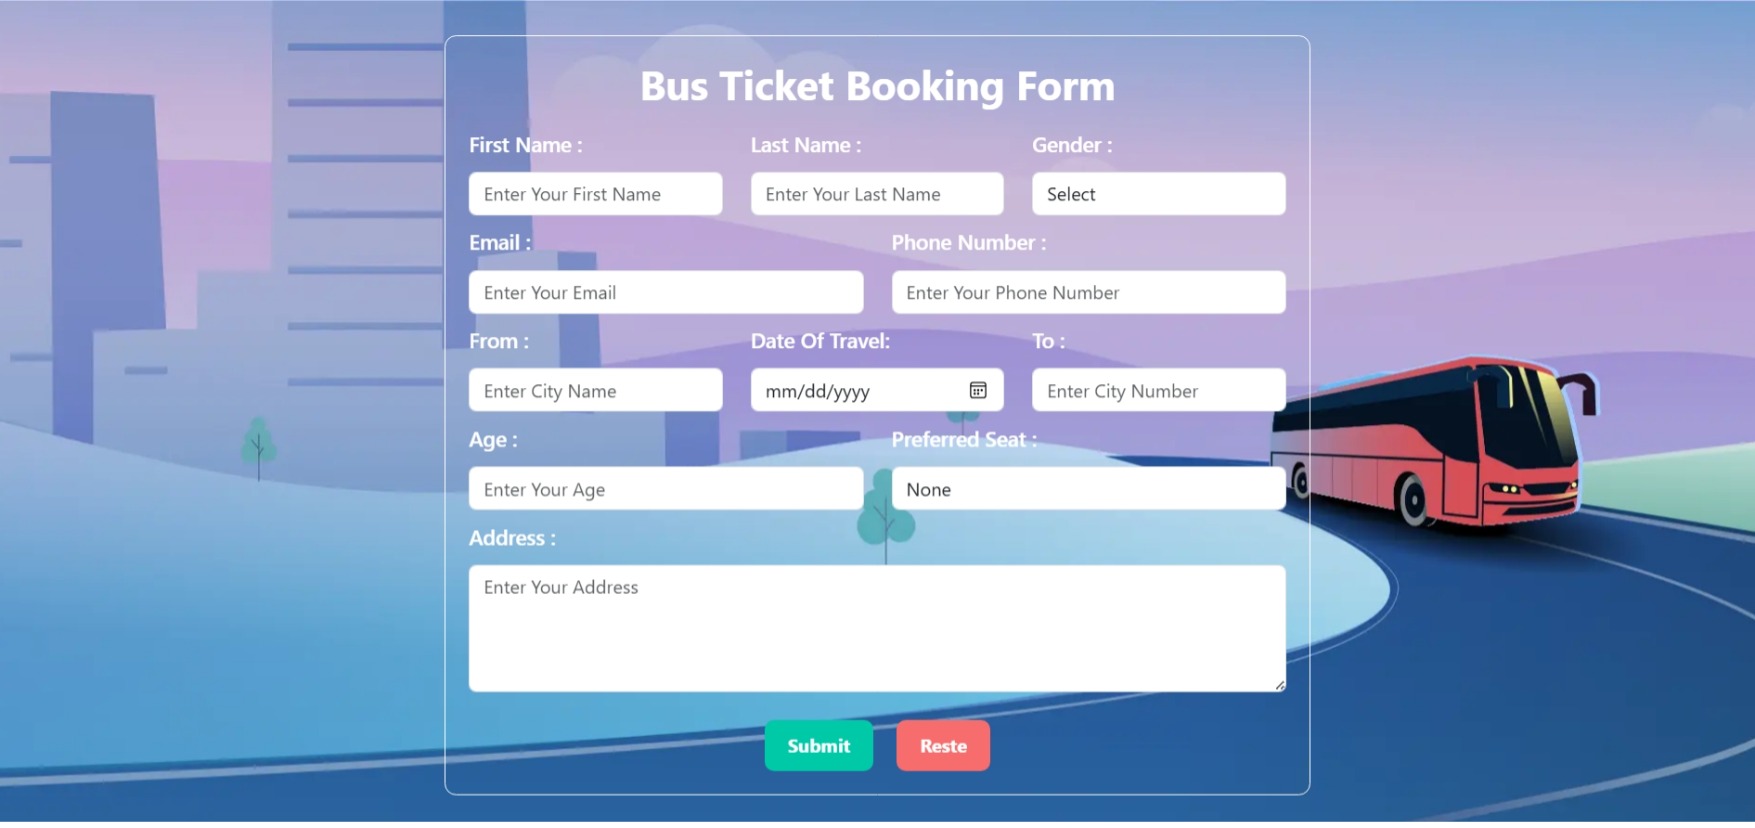 Bus Ticket Booking Form
First Name : Last Name : Gender :
Enter Your First Name Enter Your Last Name Select
Email : Phone Number :
Enter Your Email Enter Your Phone Number
From : Date Of Travel: To :
Enter City Name mm/dd/yyyy Enter City Number
Age : Preferred Seat :
Enter Your Age None
Address :
Enter Your Address
Submit Reste